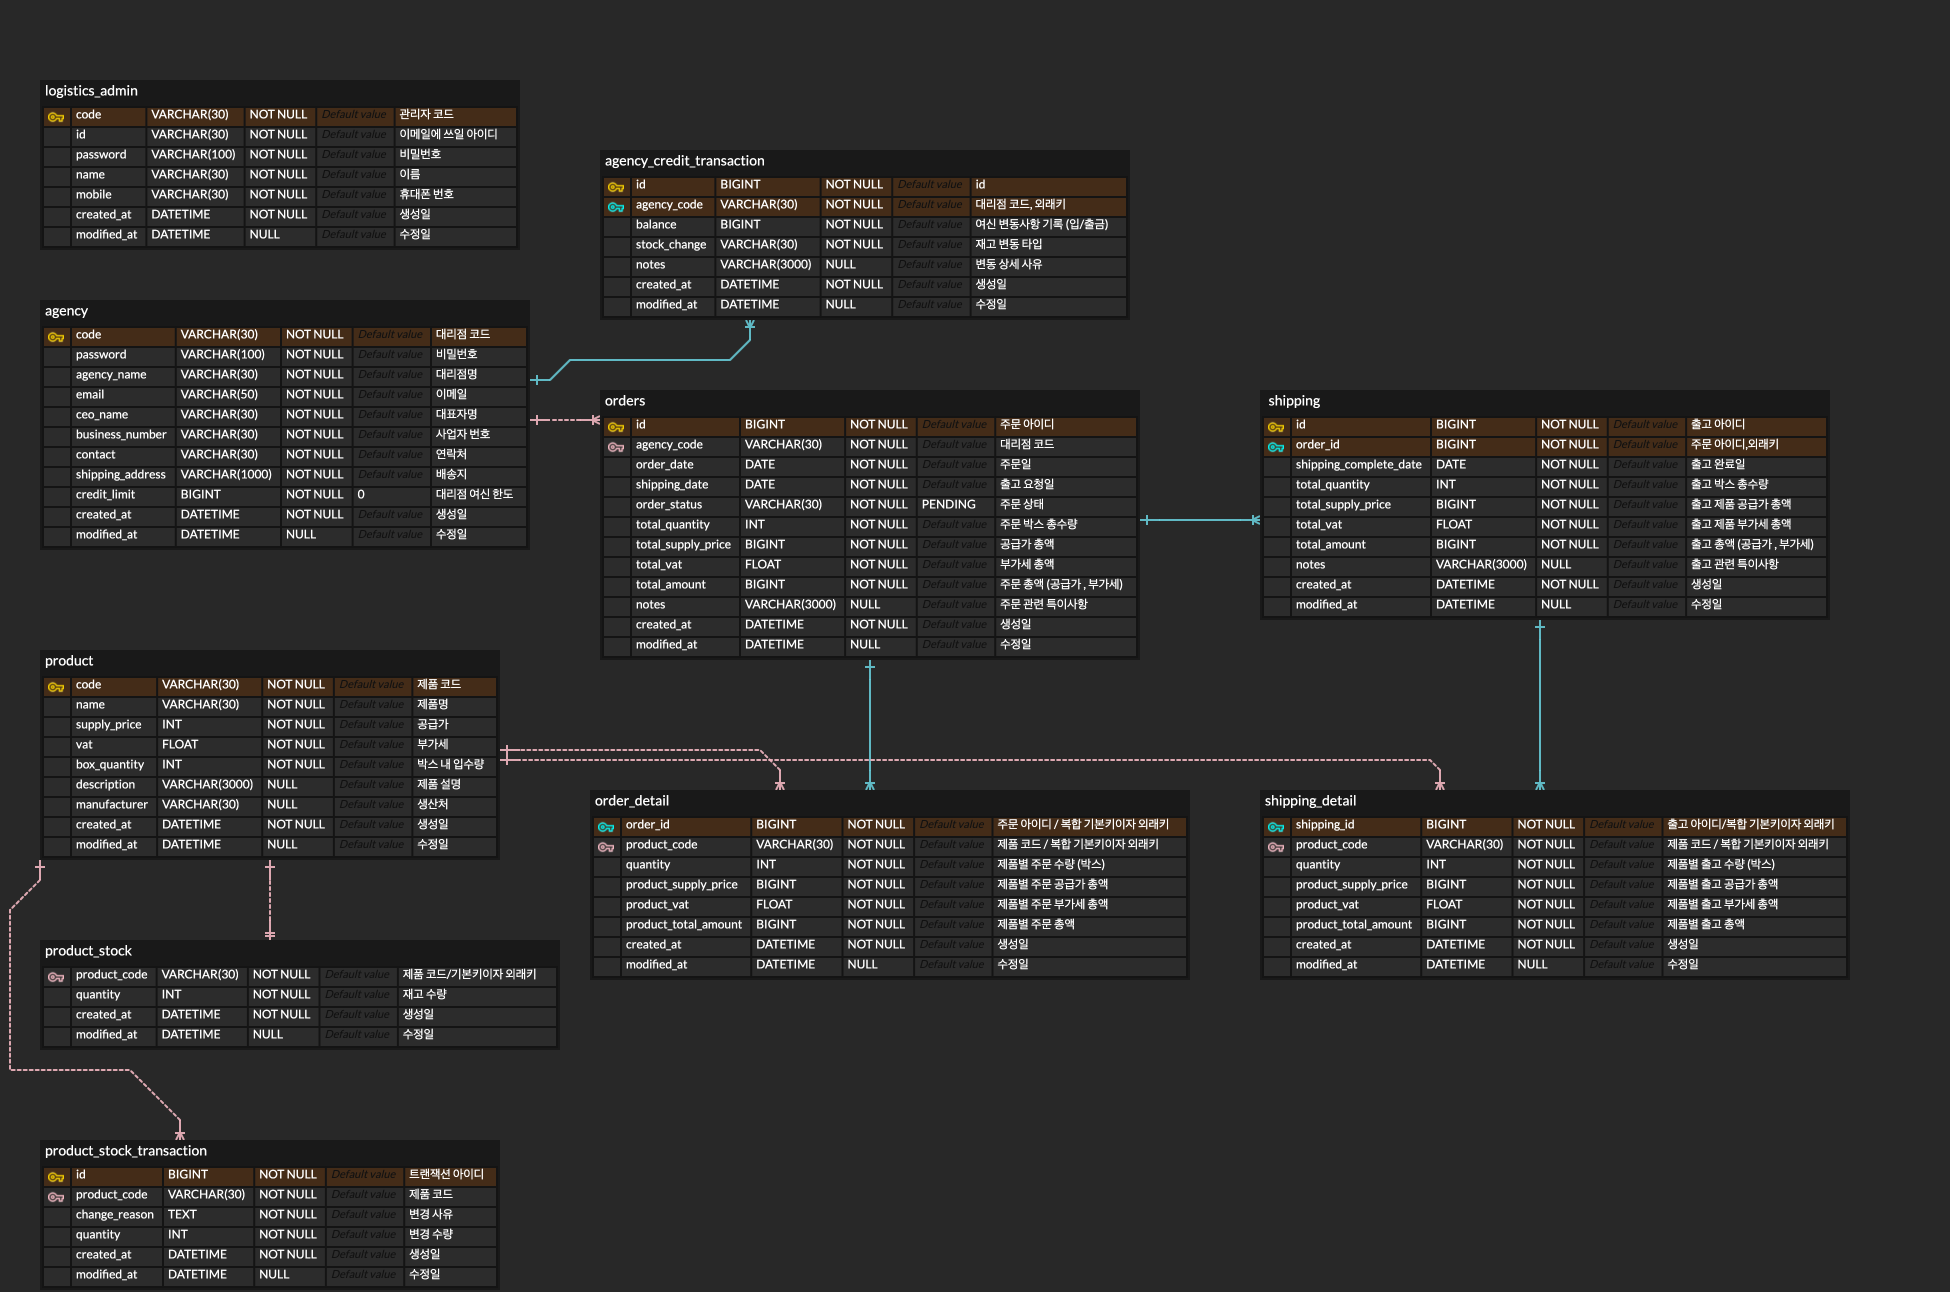 logistics_admin
code VARCHAR(30) NOT NULL Default value 관리자 코드
id VARCHAR(30) NOT NULL Default value 이메일에 쓰일 아이디
password VARCHAR(100) NOT NULL Default value 비밀번호
name VARCHAR(30) NOT NULL Default value 이름
mobile VARCHAR(30) NOT NULL Default value 휴대폰 번호
created_at DATETIME NOT NULL Default value 생성일
modified_at DATETIME NULL Default value 수정일
agency_credit_transaction
id BIGINT NOT NULL Default value id
agency_code VARCHAR(30) NOT NULL Default value 대리점 코드, 외래키
balance BIGINT NOT NULL Default value 여신 변동사항 기록 (입/출금)
stock_change VARCHAR(30) NOT NULL Default value 재고 변동 타입
notes VARCHAR(3000) NULL Default value 변동 상세 사유
created_at DATETIME NOT NULL Default value 생성일
modified_at DATETIME NULL Default value 수정일
agency
code VARCHAR(30) NOT NULL Default value 대리점 코드
password VARCHAR(100) NOT NULL Default value 비밀번호
agency_name VARCHAR(30) NOT NULL Default value 대리점명
email VARCHAR(50) NOT NULL Default value 이메일
ceo_name VARCHAR(30) NOT NULL Default value 대표자명
business_number VARCHAR(30) NOT NULL Default value 사업자 번호
contact VARCHAR(30) NOT NULL Default value 연락처
shipping_address VARCHAR(1000) NOT NULL Default value 배송지
credit_limit BIGINT NOT NULL 0 대리점 여신 한도
created_at DATETIME NOT NULL Default value 생성일
modified_at DATETIME NULL Default value 수정일
orders
id BIGINT NOT NULL Default value 주문 아이디
agency_code VARCHAR(30) NOT NULL Default value 대리점 코드
order_date DATE NOT NULL Default value 주문일
shipping_date DATE NOT NULL Default value 출고 요청일
order_status VARCHAR(30) NOT NULL PENDING 주문 상태
total_quantity INT NOT NULL Default value 주문 박스 총수량
total_supply_price BIGINT NOT NULL Default value 공급가 총액
total_vat FLOAT NOT NULL Default value 부가세 총액
total_amount BIGINT NOT NULL Default value 주문 총액 (공급가 , 부가세)
notes VARCHAR(3000) NULL Default value 주문 관련 특이사항
created_at DATETIME NOT NULL Default value 생성일
modified_at DATETIME NULL Default value 수정일
shipping
id BIGINT NOT NULL Default value 출고 아이디
order_id BIGINT NOT NULL Default value 주문 아이디,외래키
shipping_complete_date DATE NOT NULL Default value 출고 완료일
total_quantity INT NOT NULL Default value 출고 박스 총수량
total_supply_price BIGINT NOT NULL Default value 출고 제품 공급가 총액
total_vat FLOAT NOT NULL Default value 출고 제품 부가세 총액
total_amount BIGINT NOT NULL Default value 출고 총액 (공급가 , 부가세)
notes VARCHAR(3000) NULL Default value 출고 관련 특이사항
created_at DATETIME NOT NULL Default value 생성일
modified_at DATETIME NULL Default value 수정일
product
code VARCHAR(30) NOT NULL Default value 제품 코드
name VARCHAR(30) NOT NULL Default value 제품명
supply_price INT NOT NULL Default value 공급가
vat FLOAT NOT NULL Default value 부가세
box_quantity INT NOT NULL Default value 박스 내 입수량
description VARCHAR(3000) NULL Default value 제품 설명
manufacturer VARCHAR(30) NULL Default value 생산처
created_at DATETIME NOT NULL Default value 생성일
modified_at DATETIME NULL Default value 수정일
order_detail
order_id BIGINT NOT NULL Default value 주문 아이디 / 복합 기본키이자 외래키
product_code VARCHAR(30) NOT NULL Default value 제품 코드 / 복합 기본키이자 외래키
quantity INT NOT NULL Default value 제품별 주문 수량 (박스)
product_supply_price BIGINT NOT NULL Default value 제품별 주문 공급가 총액
product_vat FLOAT NOT NULL Default value 제품별 주문 부가세 총액
product_total_amount BIGINT NOT NULL Default value 제품별 주문 총액
created_at DATETIME NOT NULL Default value 생성일
modified_at DATETIME NULL Default value 수정일
shipping_detail
shipping_id BIGINT NOT NULL Default value 출고 아이디/복합 기본키이자 외래키
product_code VARCHAR(30) NOT NULL Default value 제품 코드 / 복합 기본키이자 외래키
quantity INT NOT NULL Default value 제품별 출고 수량 (박스)
product_supply_price BIGINT NOT NULL Default value 제품별 출고 공급가 총액
product_vat FLOAT NOT NULL Default value 제품별 출고 부가세 총액
product_total_amount BIGINT NOT NULL Default value 제품별 출고 총액
created_at DATETIME NOT NULL Default value 생성일
modified_at DATETIME NULL Default value 수정일
product_stock
product_code VARCHAR(30) NOT NULL Default value 제품 코드/기본키이자 외래키
quantity INT NOT NULL Default value 재고 수량
created_at DATETIME NOT NULL Default value 생성일
modified_at DATETIME NULL Default value 수정일
product_stock_transaction
id BIGINT NOT NULL Default value 트랜잭션 아이디
product_code VARCHAR(30) NOT NULL Default value 제품 코드
change_reason TEXT NOT NULL Default value 변경 사유
quantity INT NOT NULL Default value 변경 수량
created_at DATETIME NOT NULL Default value 생성일
modified_at DATETIME NULL Default value 수정일